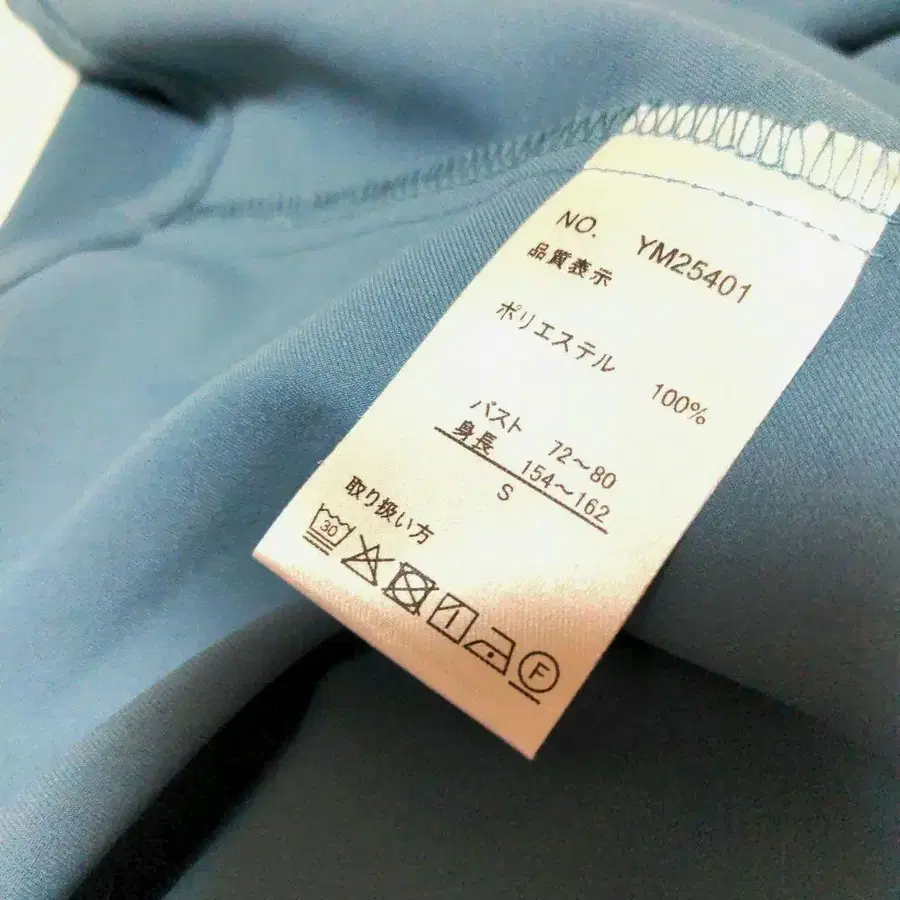 NO. YM25401
品質表示
ポリエステル 100%
バスト 72～80
身長 154～162
S
取り扱い方
30
F